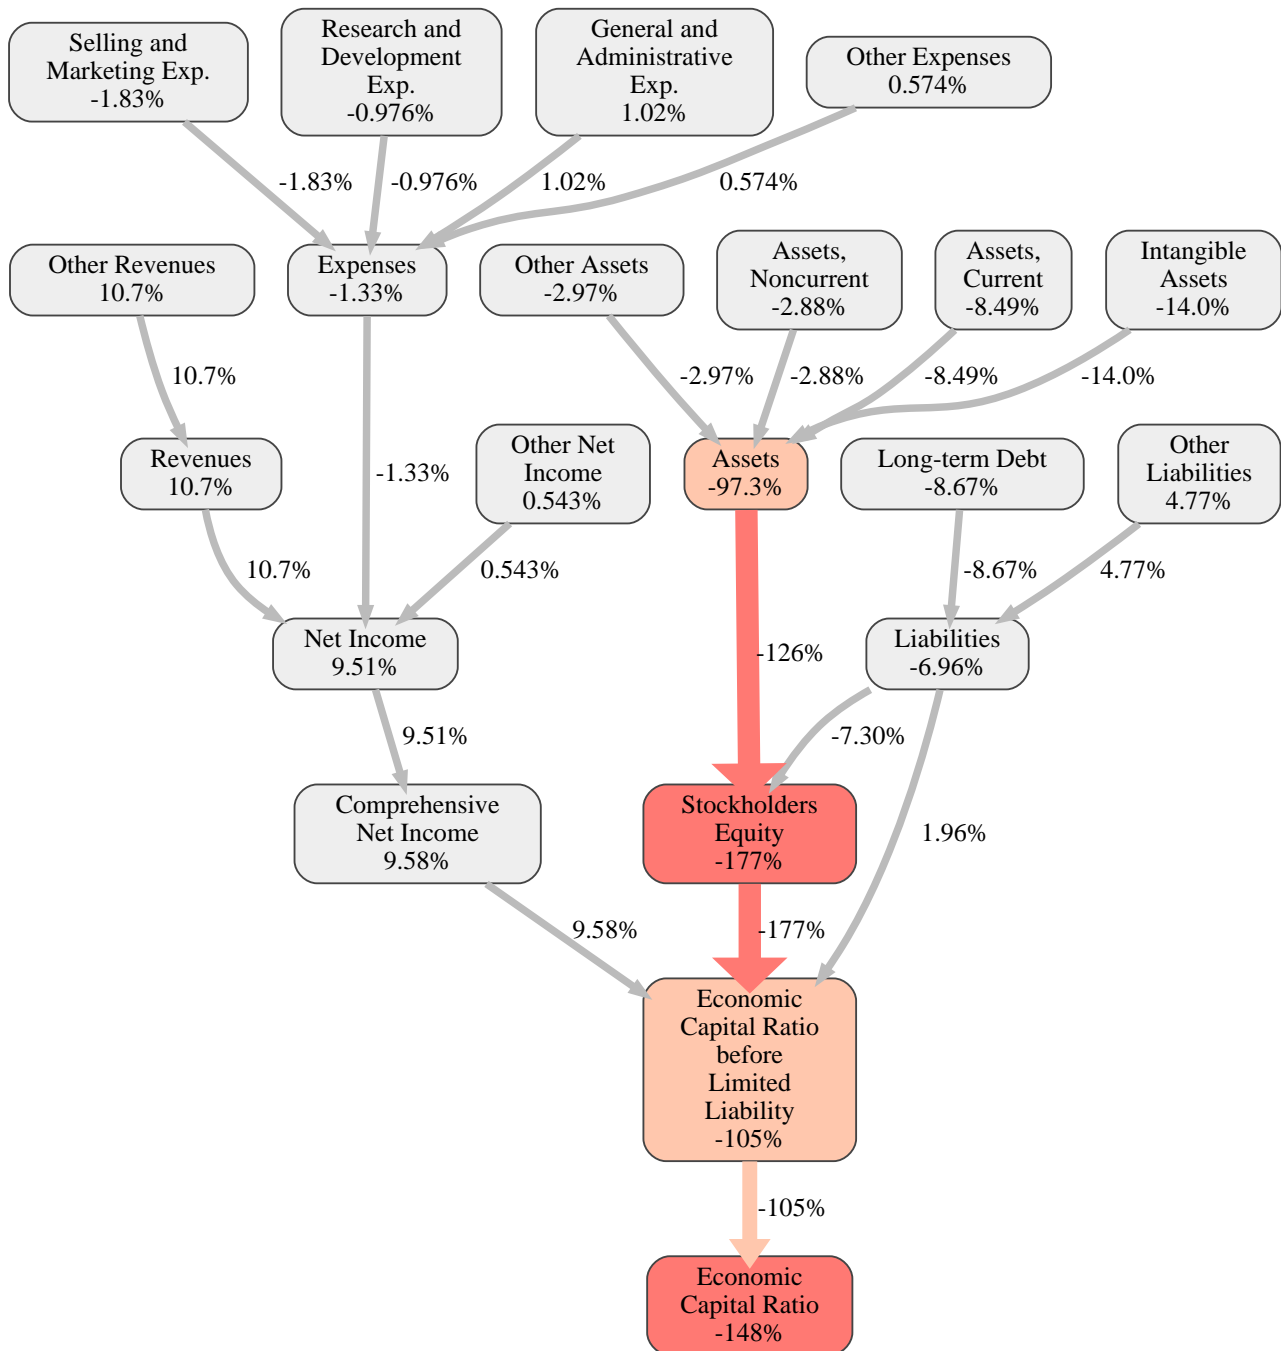 Selling and
Marketing Exp.
-1.83%
Research and
Development
Exp.
-0.976%
General and
Administrative
Exp.
1.02%
Other Expenses
0.574%
-1.83%
-0.976%
1.02%
0.574%
Other Revenues
10.7%
Expenses
-1.33%
Other Assets
-2.97%
Assets,
Noncurrent
-2.88%
Assets,
Current
-8.49%
Intangible
Assets
-14.0%
10.7%
-2.97%
-2.88%
-8.49%
-14.0%
Revenues
10.7%
-1.33%
Other Net
Income
0.543%
Assets
-97.3%
Long-term Debt
-8.67%
Other
Liabilities
4.77%
10.7%
0.543%
-8.67%
4.77%
Net Income
9.51%
-126%
Liabilities
-6.96%
9.51%
-7.30%
Comprehensive
Net Income
9.58%
Stockholders
Equity
-177%
1.96%
9.58%
-177%
Economic
Capital Ratio
before
Limited
Liability
-105%
-105%
Economic
Capital Ratio
-148%